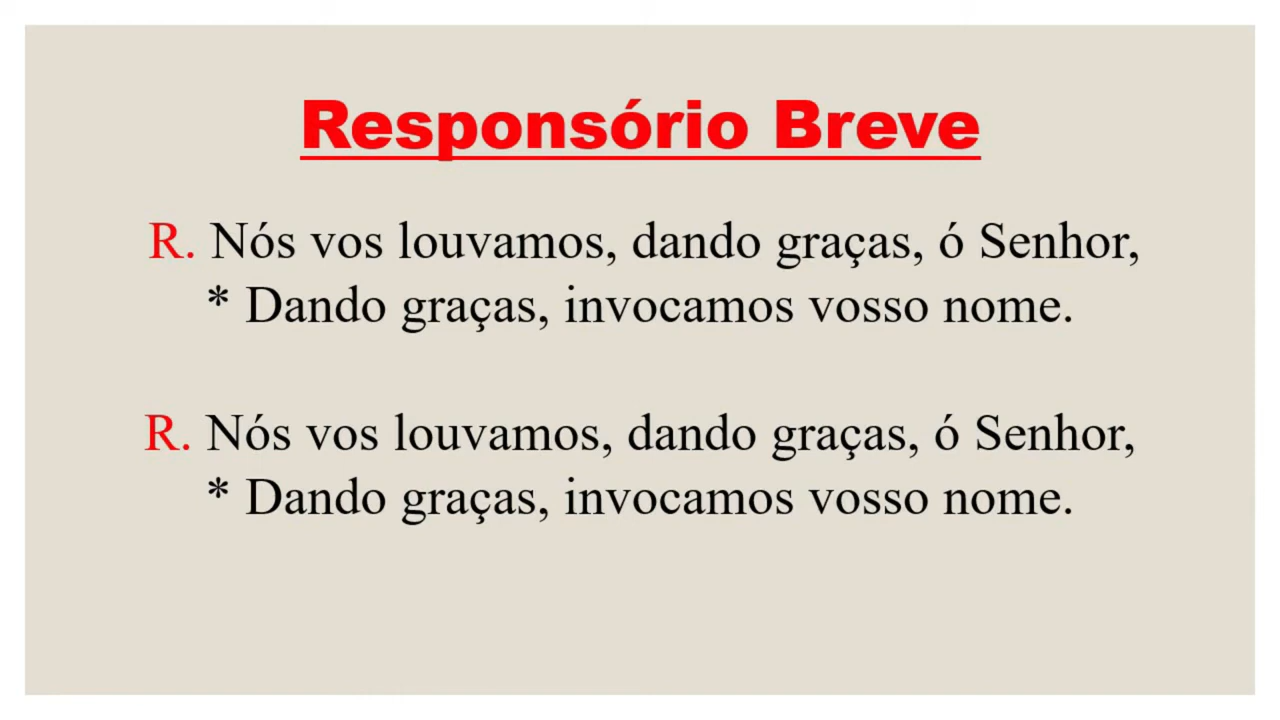 Responsório Breve
R. Nós vos louvamos, dando graças, ó Senhor,
* Dando graças, invocamos vosso nome.
R. Nós vos louvamos, dando graças, ó Senhor,
* Dando graças, invocamos vosso nome.